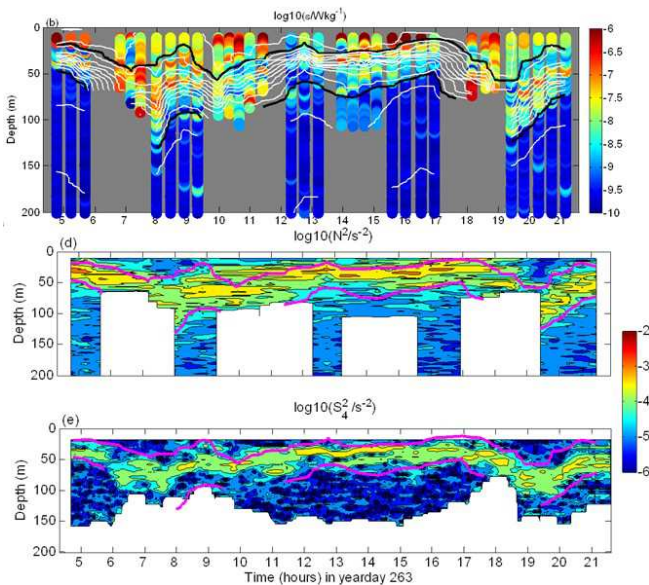 log10(ε/Wkg⁻¹)
(b)
0
50
100
150
200
Depth (m)
5 6 7 8 9 10 11 12 13 14 15 16 17 18 19 20 21
-6
-6.5
-7
-7.5
-8
-8.5
-9
-9.5
-10
(d)
log10(N²/s⁻²)
0
50
100
150
200
Depth (m)
(e)
log10(S₄²/s⁻²)
0
50
100
150
200
Depth (m)
5 6 7 8 9 10 11 12 13 14 15 16 17 18 19 20 21
Time (hours) in yearday 263
-2
-3
-4
-5
-6